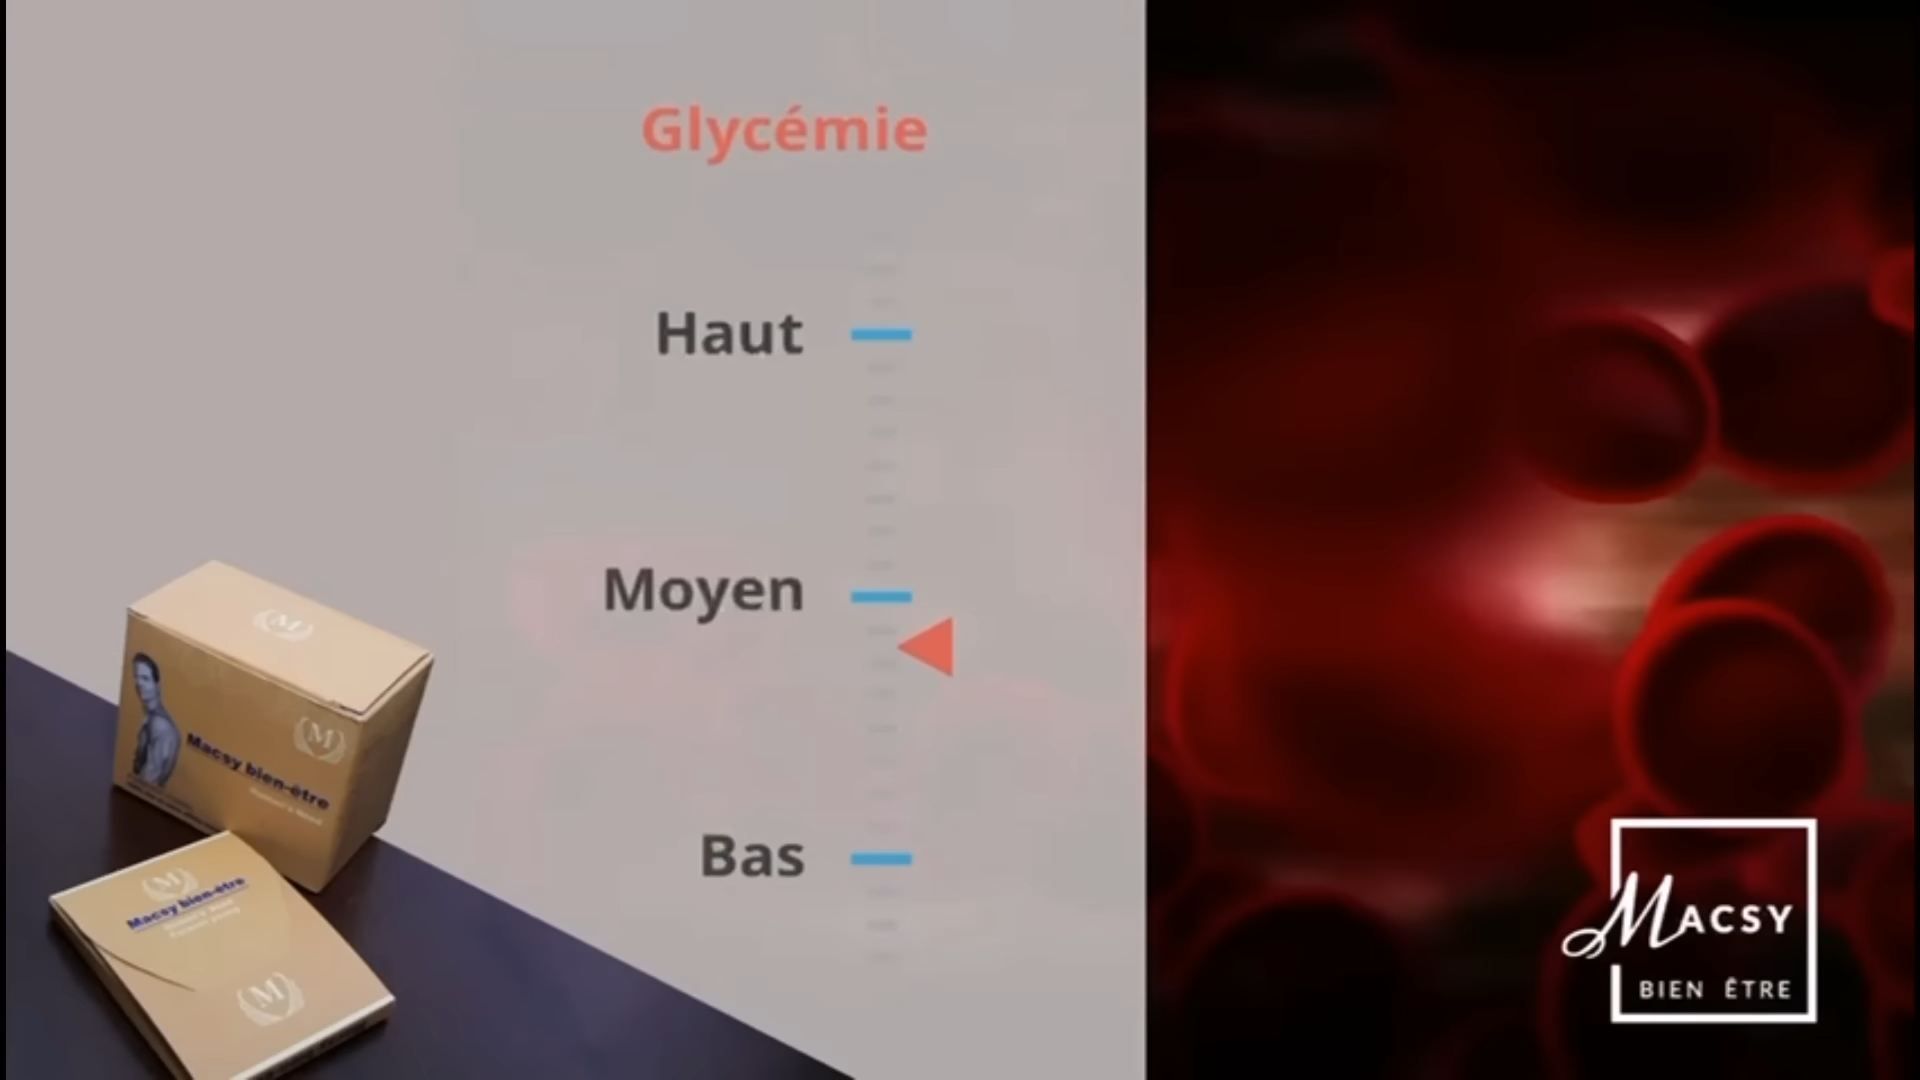 Glycémie
Haut
Moyen
Bas
M
M
Macsy bien-être
M
Macsy bien-être
M
MACSY
BIEN ÊTRE